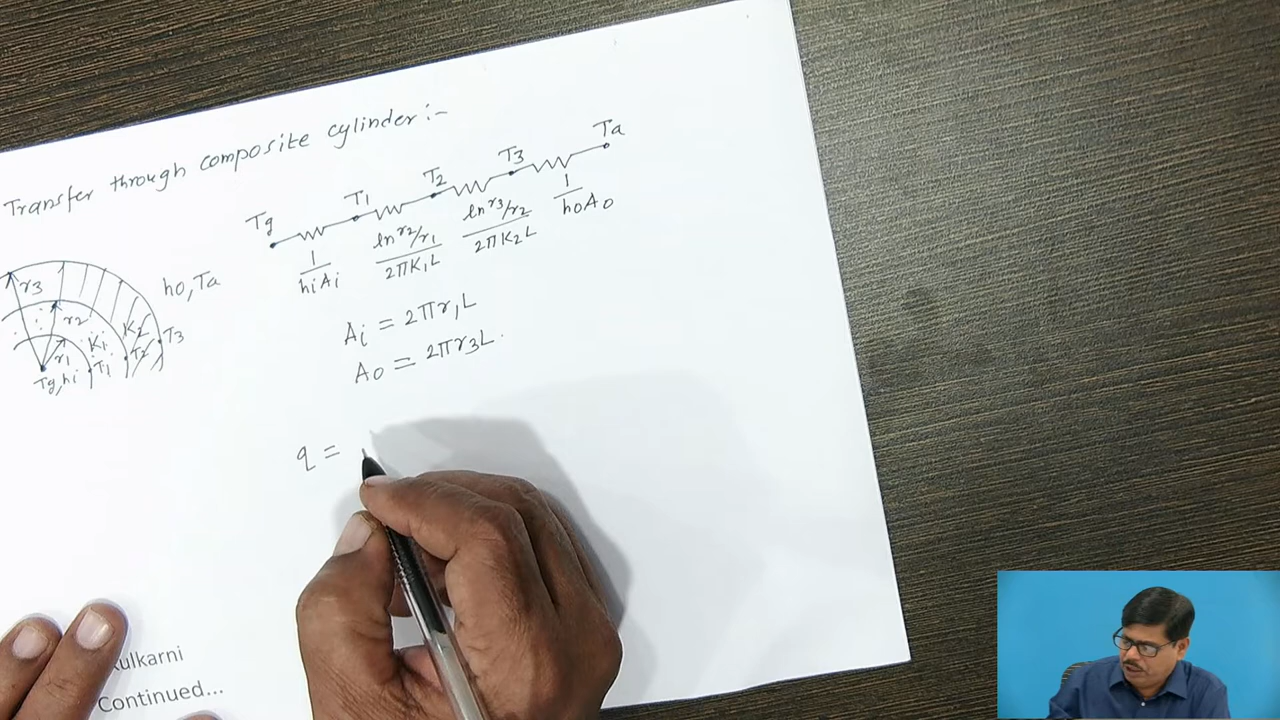 Transfer through composite cylinder:-
Tg T1 T2 T3 Ta
1/hiAi ln r2/r1 / 2πK1L ln r3/r2 / 2πK2L 1/hoAo
r3 ho, Ta
r2 K2 T3
r1 K1 T2
Tg, hi T1
Ai = 2πr1L
Ao = 2πr3L.
q =
ulkarni
Continued...